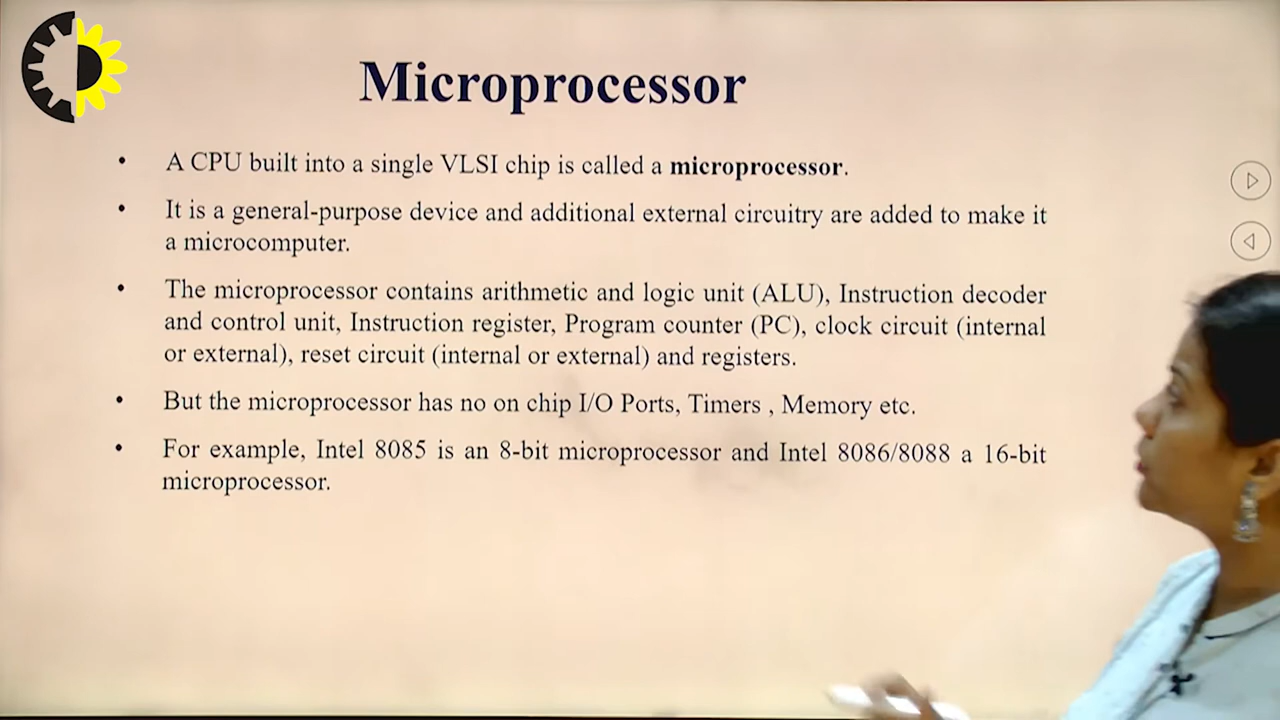 Microprocessor
• A CPU built into a single VLSI chip is called a microprocessor.
• It is a general-purpose device and additional external circuitry are added to make it
a microcomputer.
• The microprocessor contains arithmetic and logic unit (ALU), Instruction decoder
and control unit, Instruction register, Program counter (PC), clock circuit (internal
or external), reset circuit (internal or external) and registers.
• But the microprocessor has no on chip I/O Ports, Timers , Memory etc.
• For example, Intel 8085 is an 8-bit microprocessor and Intel 8086/8088 a 16-bit
microprocessor.